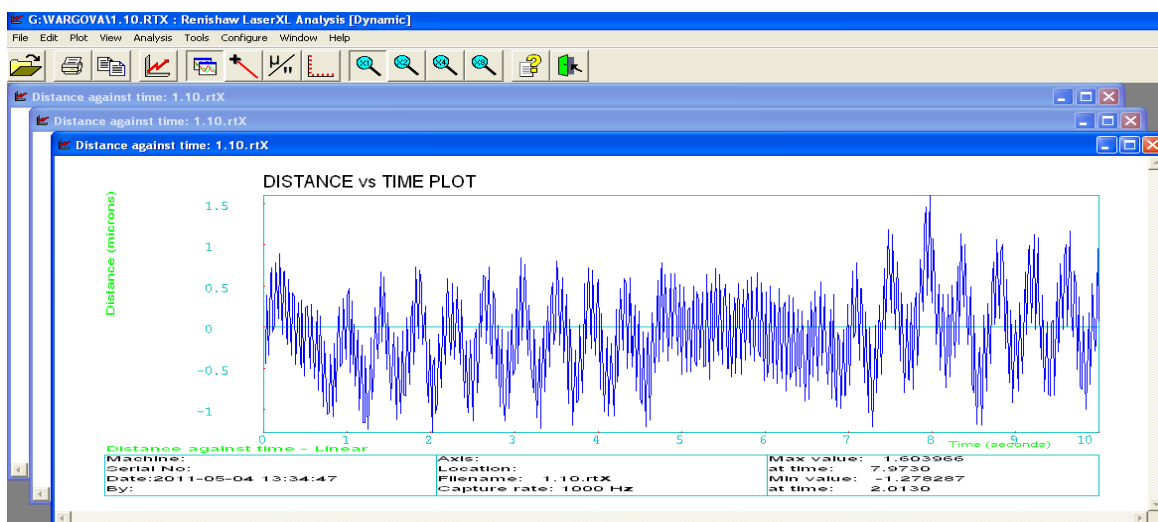 G:\VARGOVA\1.10.RTX : Renishaw LaserXL Analysis [Dynamic]
File Edit Plot View Analysis Tools Configure Window Help
X1 X2 X4 X8
Distance against time: 1.10.rtX
Distance against time: 1.10.rtX
Distance against time: 1.10.rtX
DISTANCE vs TIME PLOT
Distance (microns)
1.5
1
0.5
0
-0.5
-1
0 1 2 3 4 5 6 7 8 9 10
Time (seconds)
Distance against time - Linear
Machine: Axis: Max value: 1.603966
Serial No: Location: at time: 7.9730
Date:2011-05-04 13:34:47 Filename: 1.10.rtX Min value: -1.278287
By: Capture rate: 1000 Hz at time: 2.0130